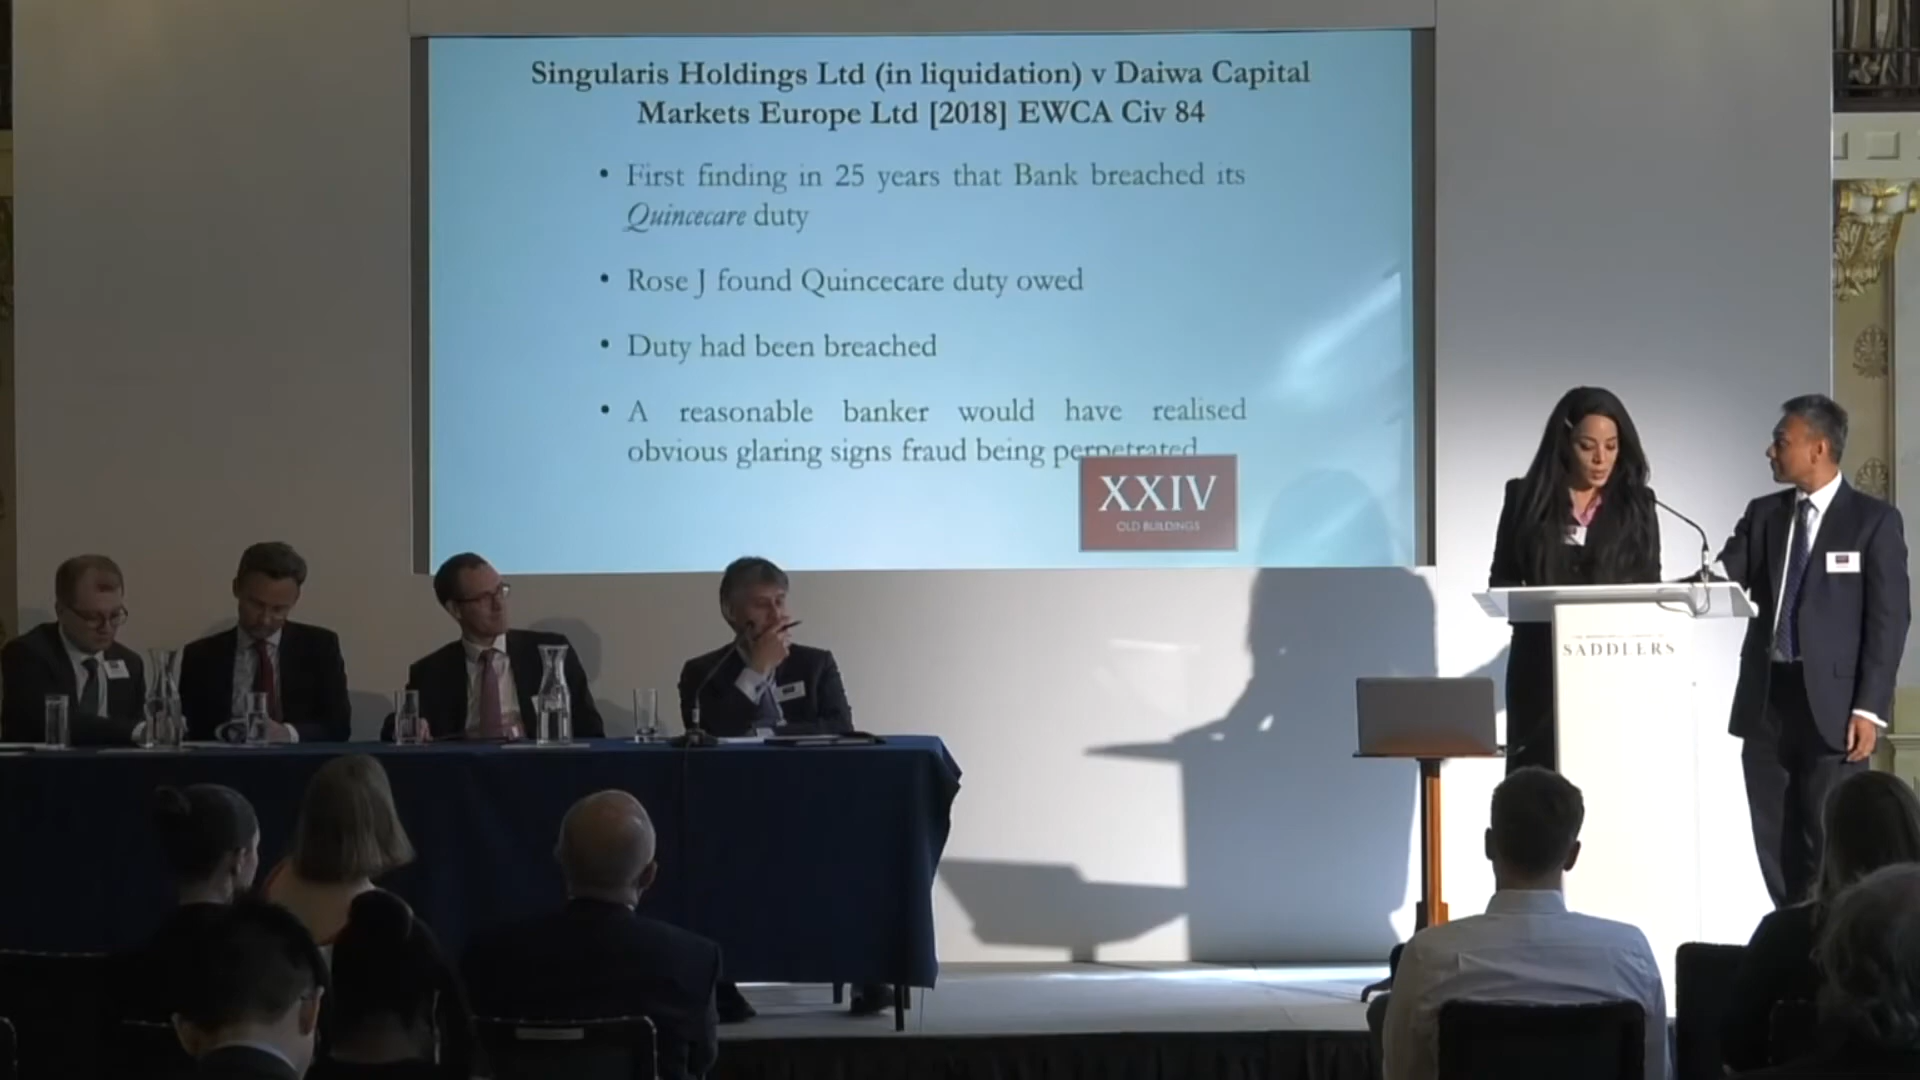 Singularis Holdings Ltd (in liquidation) v Daiwa Capital
Markets Europe Ltd [2018] EWCA Civ 84
• First finding in 25 years that Bank breached its
Quincecare duty
• Rose J found Quincecare duty owed
• Duty had been breached
• A reasonable banker would have realised
obvious glaring signs fraud being perpetrated
XXIV
OLD BUILDINGS
SADDLERS